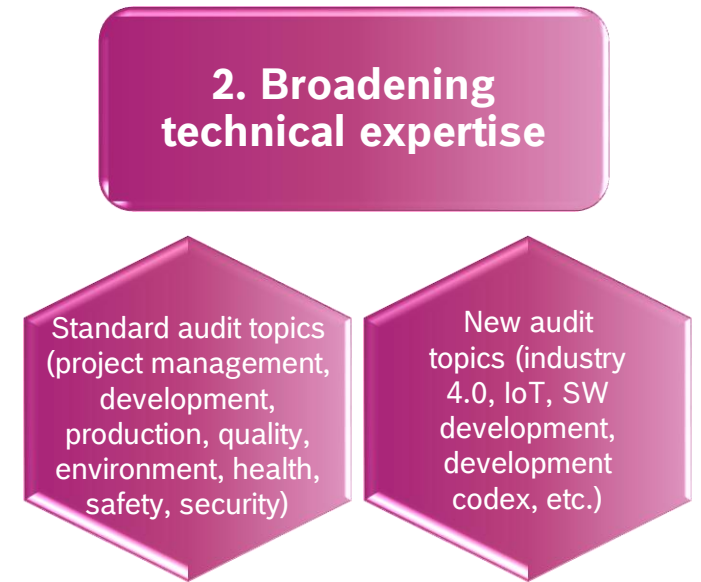 2. Broadening
technical expertise
Standard audit topics
(project management,
development,
production, quality,
environment, health,
safety, security)
New audit
topics (industry
4.0, IoT, SW
development,
development
codex, etc.)